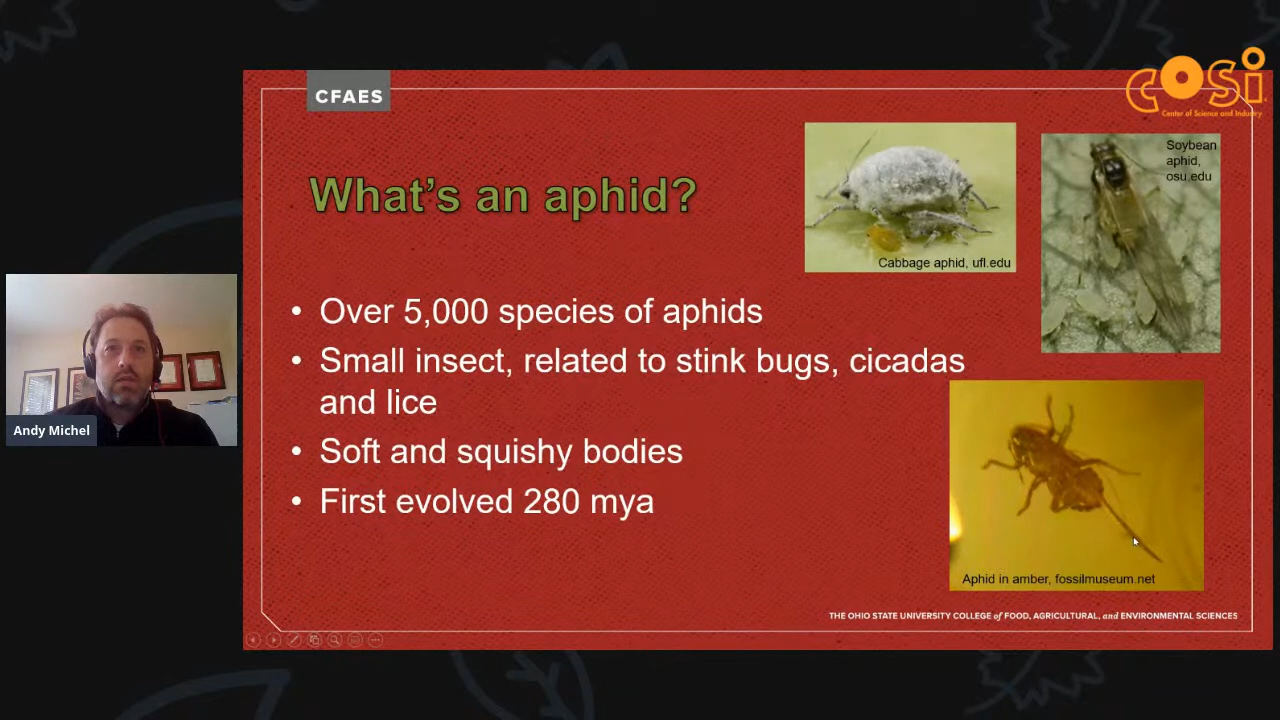 cosi
Center of Science and Industry
CFAES
What's an aphid?
Cabbage aphid, ufl.edu
Soybean
aphid,
osu.edu
• Over 5,000 species of aphids
• Small insect, related to stink bugs, cicadas
and lice
• Soft and squishy bodies
• First evolved 280 mya
Aphid in amber, fossilmuseum.net
THE OHIO STATE UNIVERSITY COLLEGE of FOOD, AGRICULTURAL, and ENVIRONMENTAL SCIENCES
Andy Michel